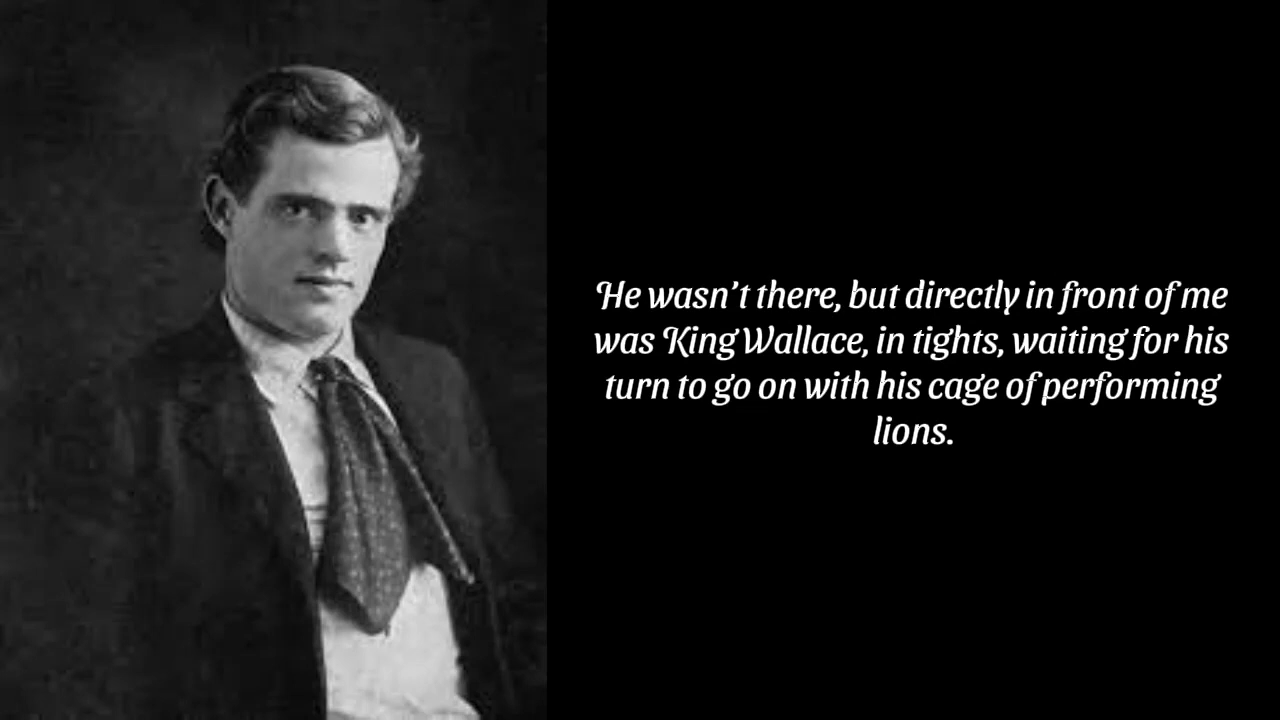 He wasn’t there, but directly in front of me
was King Wallace, in tights, waiting for his
turn to go on with his cage of performing
lions.